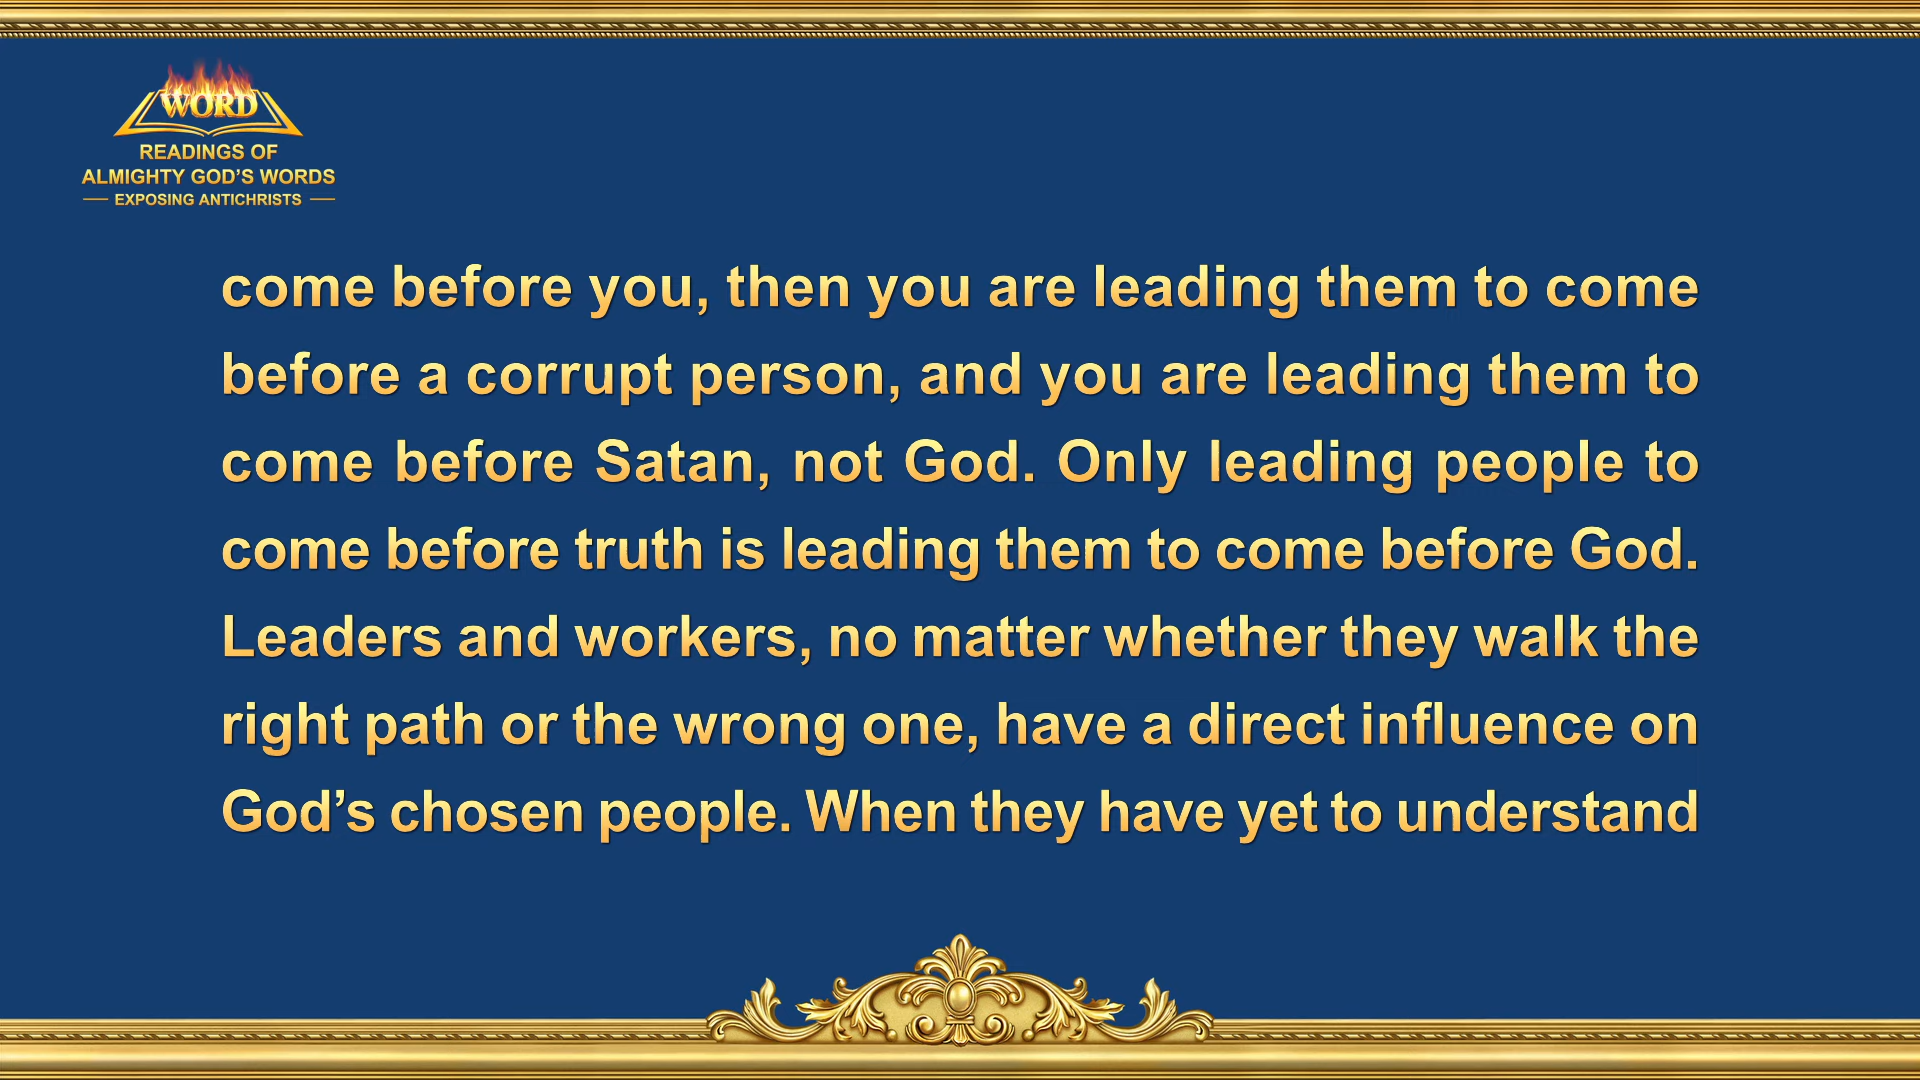 WORD
READINGS OF
ALMIGHTY GOD’S WORDS
EXPOSING ANTICHRISTS
come before you, then you are leading them to come
before a corrupt person, and you are leading them to
come before Satan, not God. Only leading people to
come before truth is leading them to come before God.
Leaders and workers, no matter whether they walk the
right path or the wrong one, have a direct influence on
God’s chosen people. When they have yet to understand